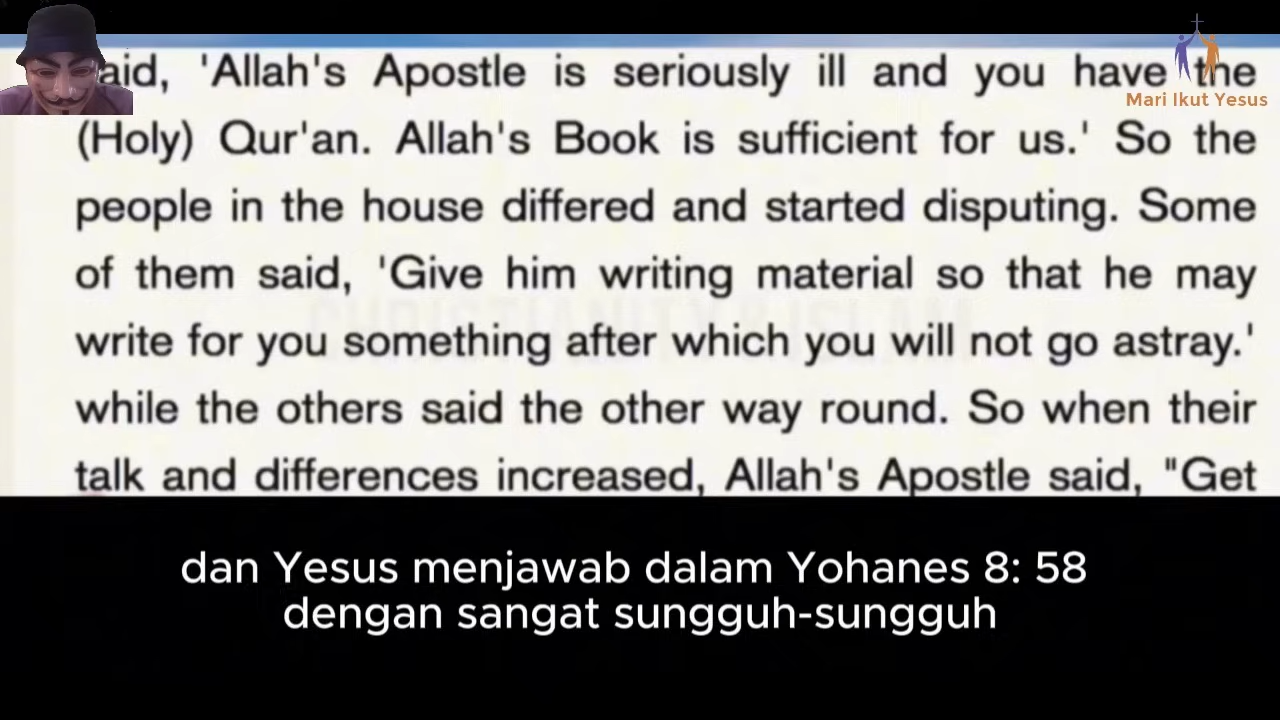 aid, 'Allah's Apostle is seriously ill and you have the
Mari Ikut Yesus
(Holy) Qur'an. Allah's Book is sufficient for us.' So the
people in the house differed and started disputing. Some
of them said, 'Give him writing material so that he may
CHRISTIANITY & ISLAM
write for you something after which you will not go astray.'
while the others said the other way round. So when their
talk and differences increased, Allah's Apostle said, "Get
dan Yesus menjawab dalam Yohanes 8: 58
dengan sangat sungguh-sungguh